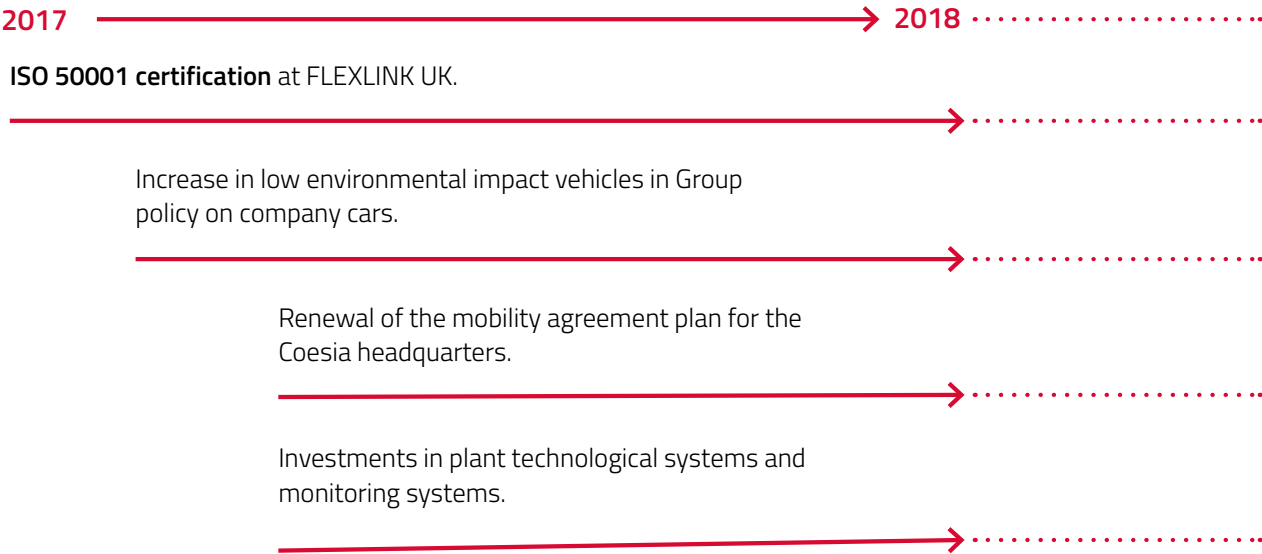 2017 2018
ISO 50001 certification at FLEXLINK UK.
Increase in low environmental impact vehicles in Group
policy on company cars.
Renewal of the mobility agreement plan for the
Coesia headquarters.
Investments in plant technological systems and
monitoring systems.